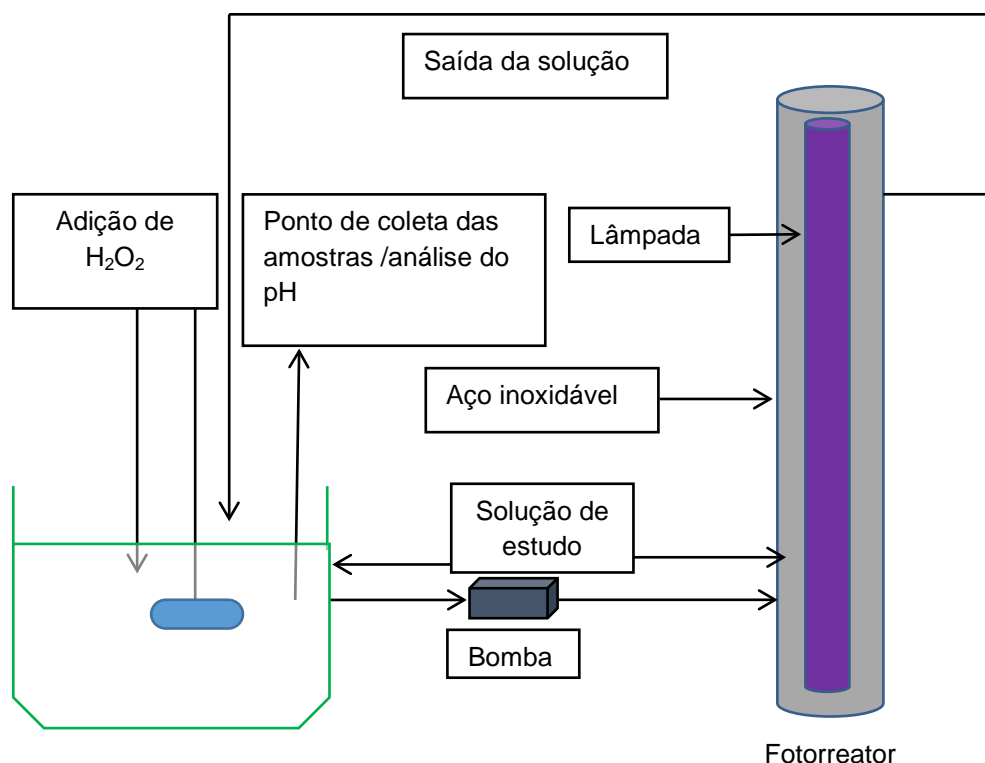 Saída da solução
Adição de
H₂O₂
Ponto de coleta das
amostras /análise do
pH
Lâmpada
Aço inoxidável
Solução de
estudo
Bomba
Fotorreator